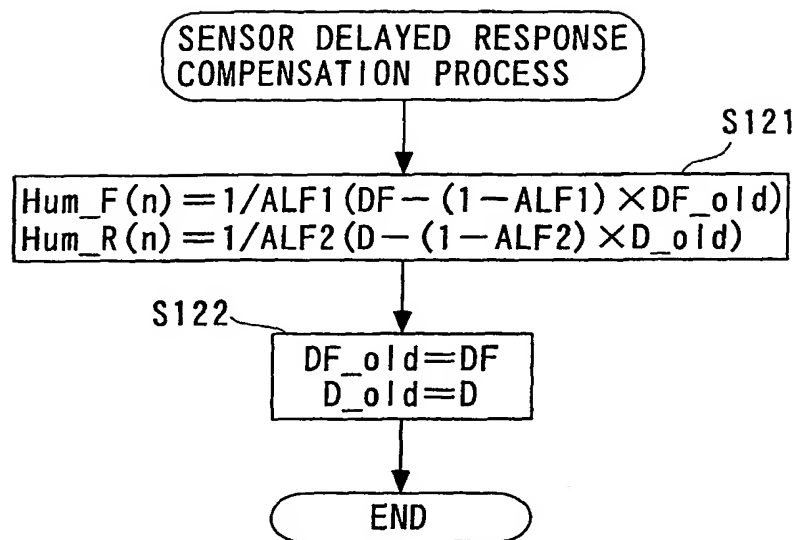 SENSOR DELAYED RESPONSE
COMPENSATION PROCESS
S121
Hum_F(n)=1/ALF1(DF-(1-ALF1)×DF_old)
Hum_R(n)=1/ALF2(D-(1-ALF2)×D_old)
S122
DF_old=DF
D_old=D
END